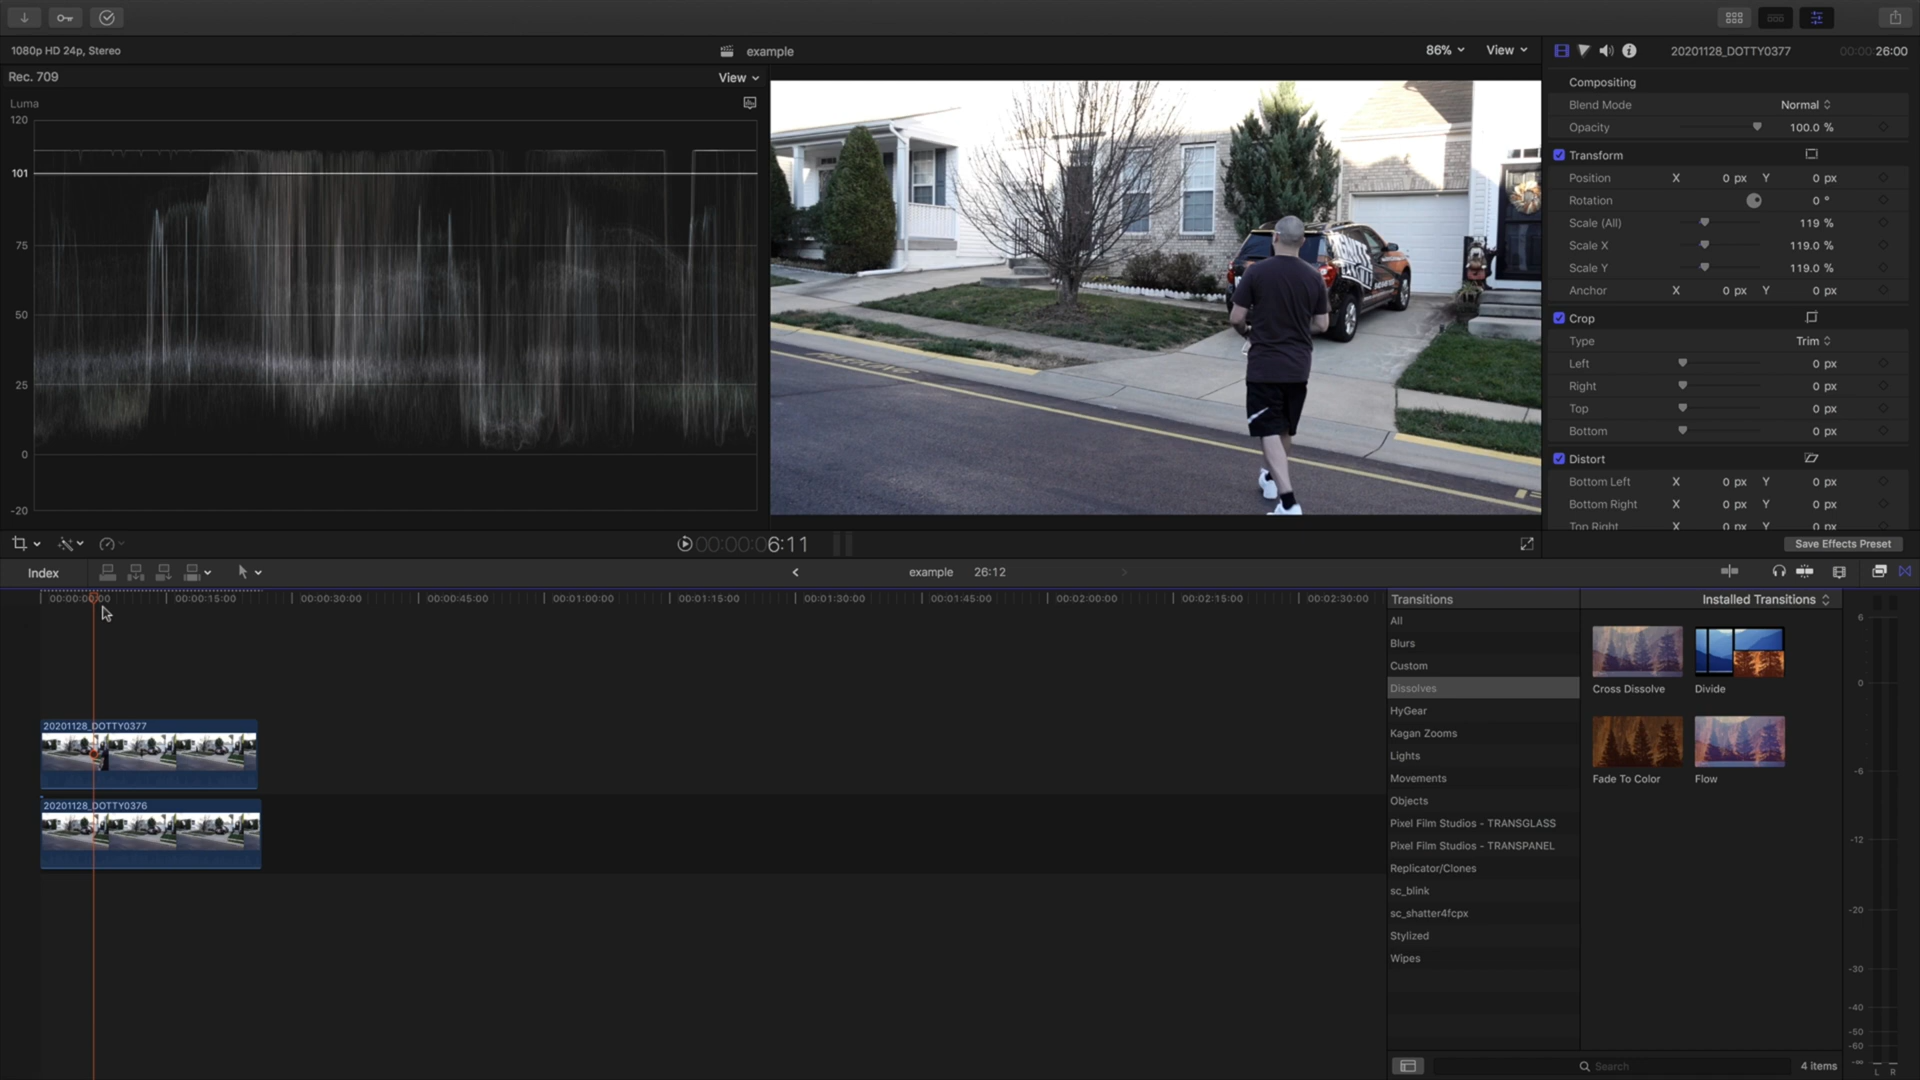 1080p HD 24p, Stereo
example
86%
View
20201128_DOTTY0377
00:00:00:26:00
Rec. 709
View
Luma
120
101
75
50
25
0
-20
Compositing
Blend Mode Normal
Opacity 100.0 %
Transform
Position X 0 px Y 0 px
Rotation 0 °
Scale (All) 119 %
Scale X 119.0 %
Scale Y 119.0 %
Anchor X 0 px Y 0 px
Crop
Type Trim
Left 0 px
Right 0 px
Top 0 px
Bottom 0 px
Distort
Bottom Left X 0 px Y 0 px
Bottom Right X 0 px Y 0 px
Top Right X 0 px Y 0 px
Save Effects Preset
00:00:06:11
Index
example 26:12
00:00:00:00
00:00:15:00
00:00:30:00
00:00:45:00
00:01:00:00
00:01:15:00
00:01:30:00
00:01:45:00
00:02:00:00
00:02:15:00
00:02:30:00
20201128_DOTTY0377
20201128_DOTTY0376
Transitions
All
Blurs
Custom
Dissolves
HyGear
Kagan Zooms
Lights
Movements
Objects
Pixel Film Studios - TRANSGLASS
Pixel Film Studios - TRANSPANEL
Replicator/Clones
sc_blink
sc_shatter4fcpx
Stylized
Wipes
Installed Transitions
Cross Dissolve
Divide
Fade To Color
Flow
Search
4 items
6
0
-6
-12
-20
-30
-40
-50
-60
-∞
L R